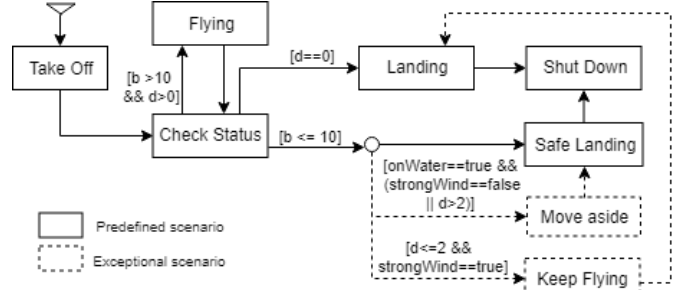 Flying
Take Off
[b >10
&& d>0]
[d==0]
Landing
Shut Down
Check Status
[b <= 10]
Safe Landing
[onWater==true &&
(strongWind==false
|| d>2)]
Move aside
Predefined scenario
[d<=2 &&
strongWind==true]
Exceptional scenario
Keep Flying